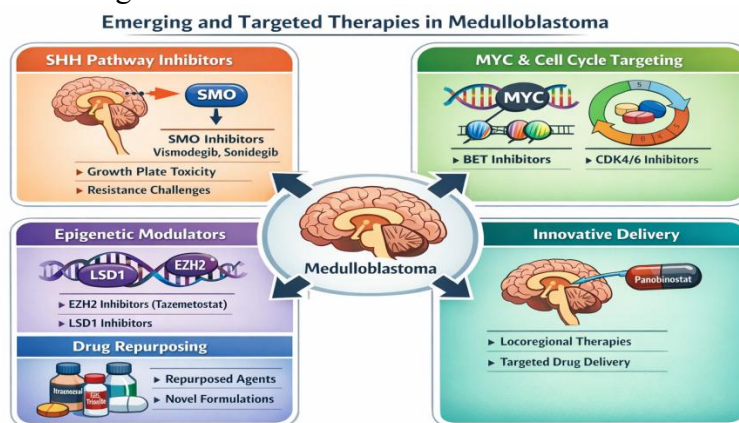 Emerging and Targeted Therapies in Medulloblastoma
SHH Pathway Inhibitors
SMO
SMO Inhibitors
Vismodegib, Sonidegib
▸ Growth Plate Toxicity
▸ Resistance Challenges
MYC & Cell Cycle Targeting
MYC
▸ BET Inhibitors
▸ CDK4/6 Inhibitors
Medulloblastoma
Epigenetic Modulators
LSD1
EZH2
▸ EZH2 Inhibitors (Tazemetostat)
▸ LSD1 Inhibitors
Drug Repurposing
▸ Repurposed Agents
▸ Novel Formulations
Innovative Delivery
Panobinostat
▸ Locoregional Therapies
▸ Targeted Drug Delivery